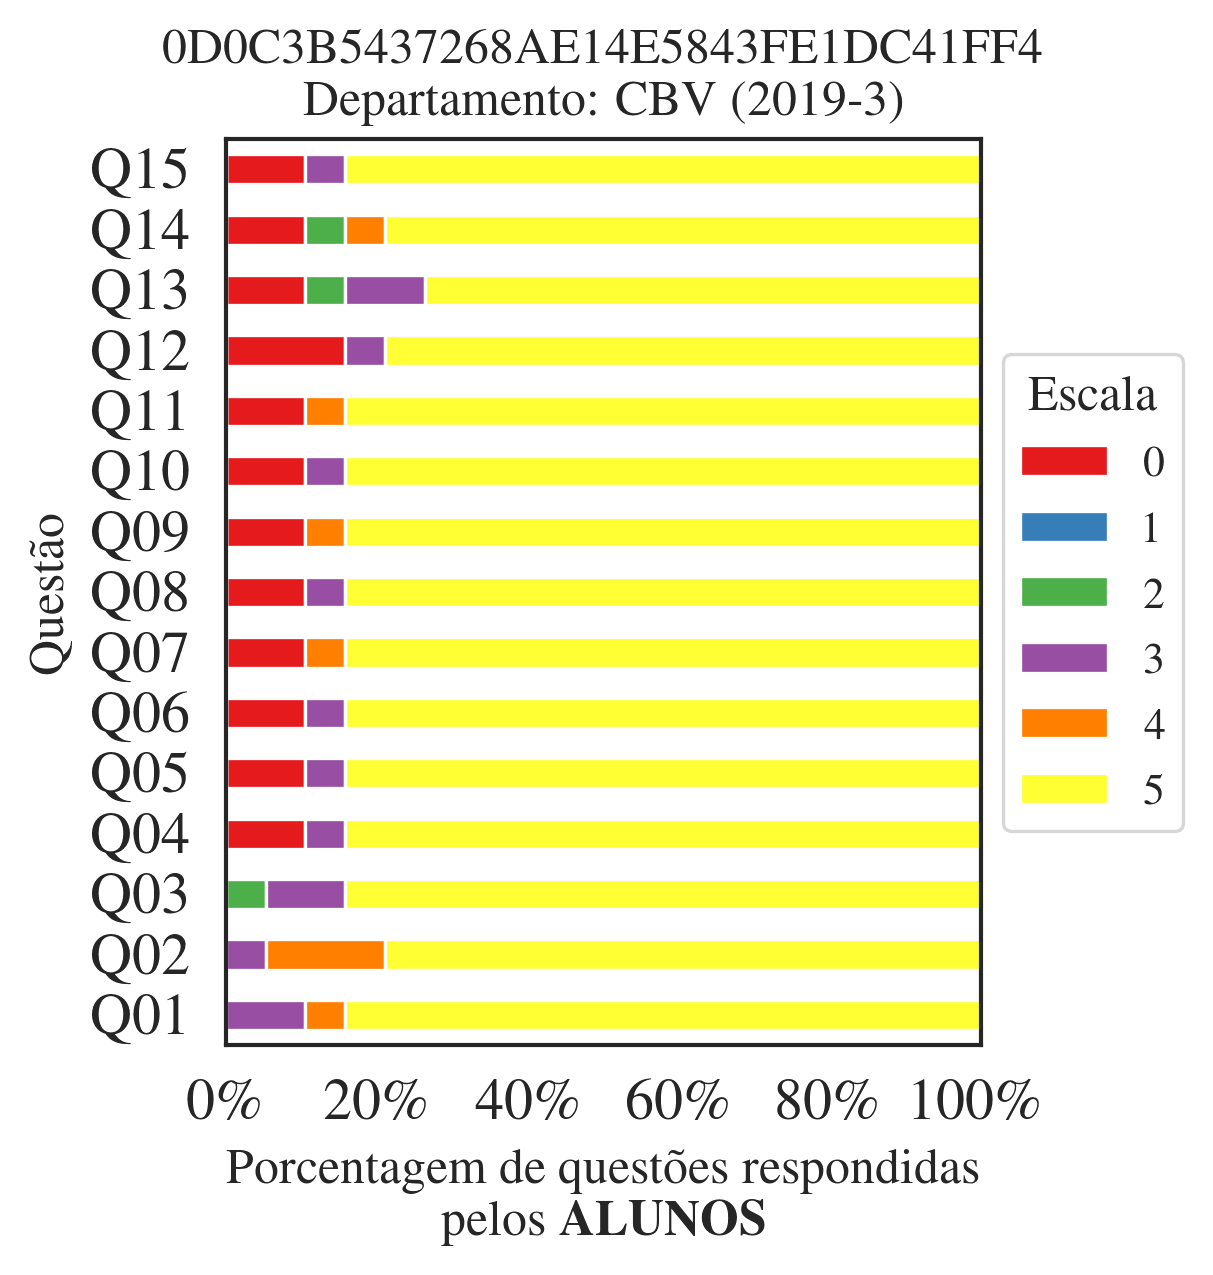 0D0C3B5437268AE14E5843FE1DC41FF4
Departamento: CBV (2019-3)
Questão
Q15
Q14
Q13
Q12
Q11
Q10
Q09
Q08
Q07
Q06
Q05
Q04
Q03
Q02
Q01
0% 20% 40% 60% 80% 100%
Porcentagem de questões respondidas
pelos ALUNOS
Escala
0
1
2
3
4
5